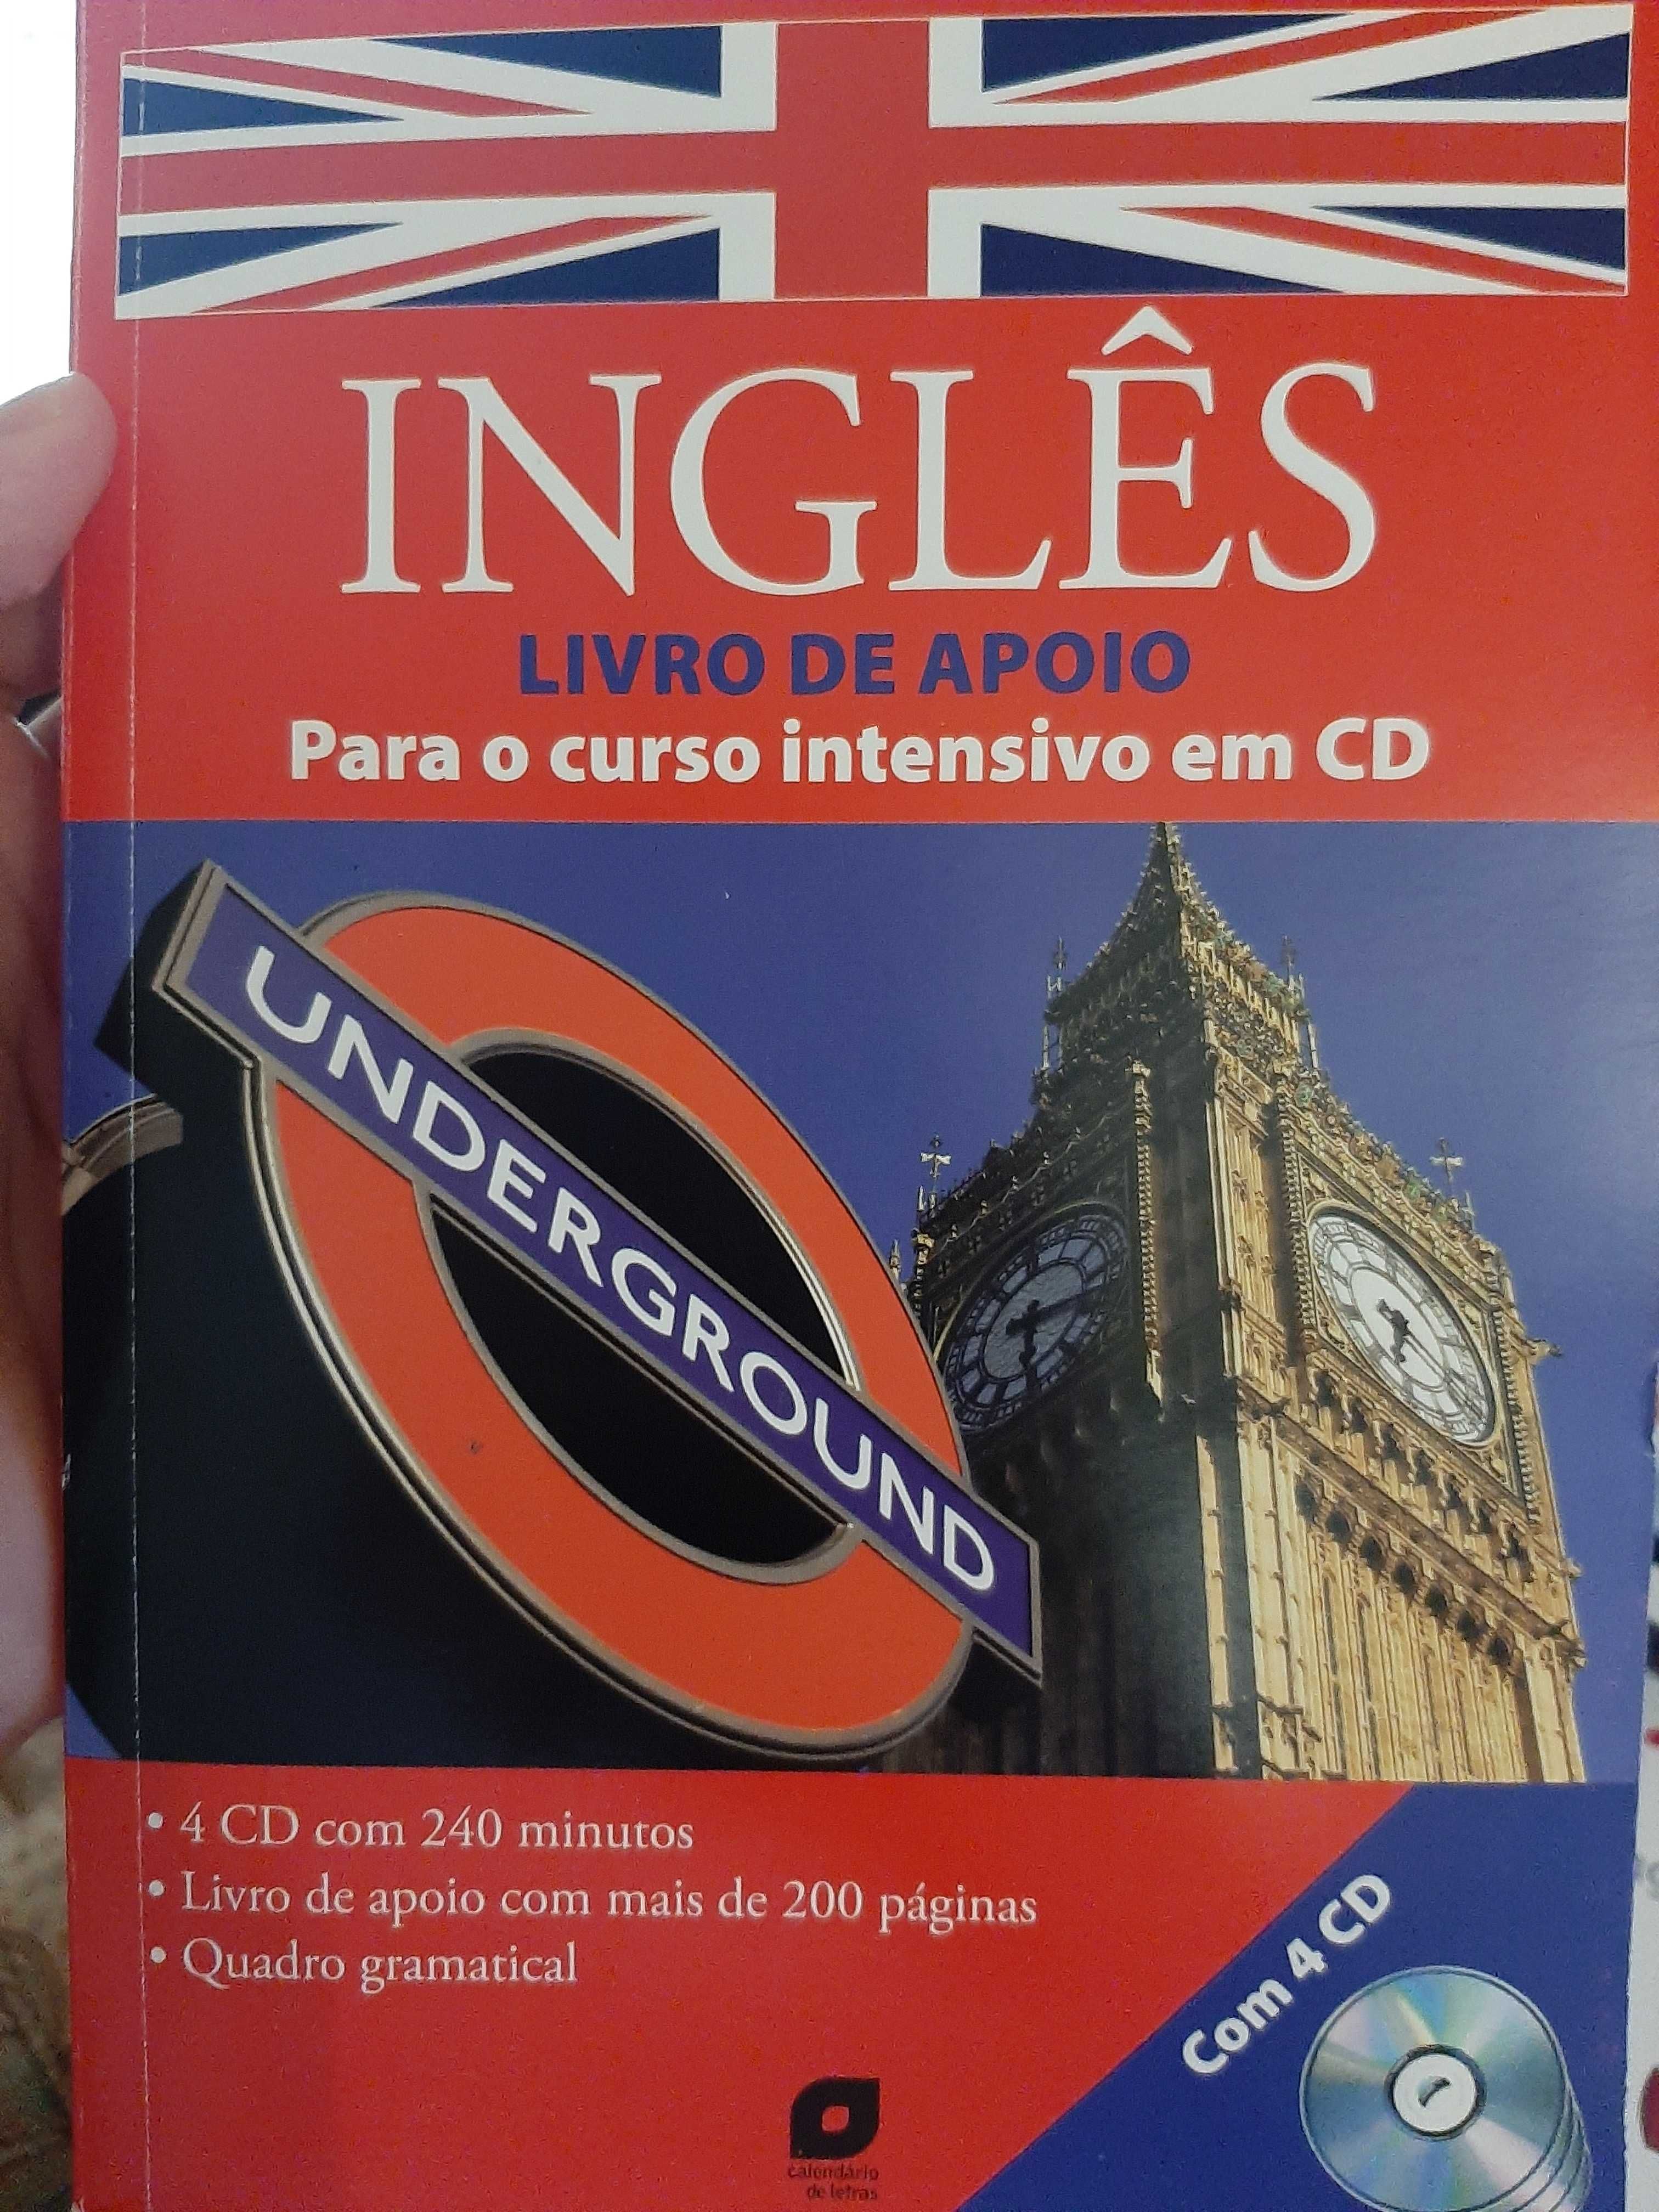 INGLÊS
LIVRO DE APOIO
Para o curso intensivo em CD
UNDERGROUND
• 4 CD com 240 minutos
• Livro de apoio com mais de 200 páginas
• Quadro gramatical
Com 4 CD
calendário
de letras